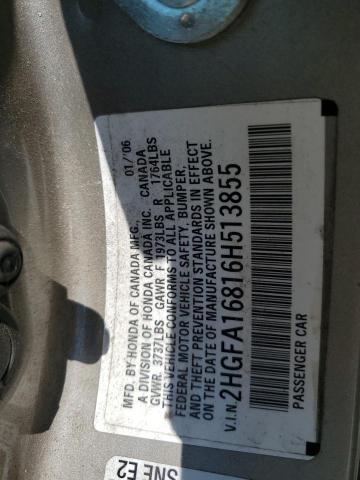 MFD. BY HONDA OF CANADA MFG., 01/'06
A DIVISION OF HONDA CANADA INC. CANADA
GVWR. 3737LBS GAWR F 1973LBS R 1764LBS
THIS VEHICLE CONFORMS TO ALL APPLICABLE
FEDERAL MOTOR VEHICLE SAFETY, BUMPER,
AND THEFT PREVENTION STANDARDS IN EFFECT
ON THE DATE OF MANUFACTURE SHOWN ABOVE.
V.I.N. 2HGFA16816H513855
PASSENGER CAR
SNE E2